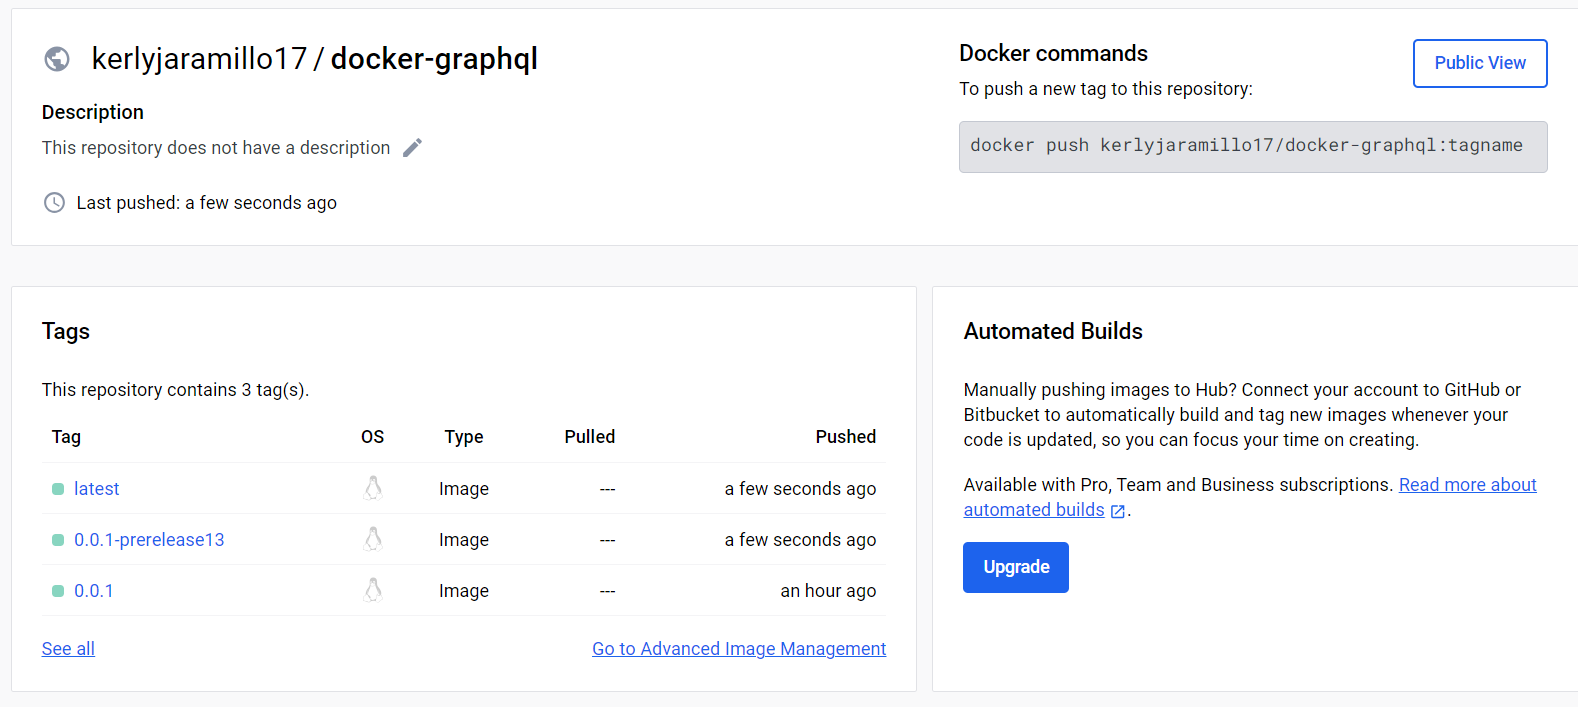 kerlyjaramillo17 / docker-graphql
Description
This repository does not have a description
Last pushed: a few seconds ago
Docker commands
Public View
To push a new tag to this repository:
docker push kerlyjaramillo17/docker-graphql:tagname
Tags
This repository contains 3 tag(s).
Tag OS Type Pulled Pushed
latest Image --- a few seconds ago
0.0.1-prerelease13 Image --- a few seconds ago
0.0.1 Image --- an hour ago
See all Go to Advanced Image Management
Automated Builds
Manually pushing images to Hub? Connect your account to GitHub or
Bitbucket to automatically build and tag new images whenever your
code is updated, so you can focus your time on creating.
Available with Pro, Team and Business subscriptions. Read more about
automated builds .
Upgrade